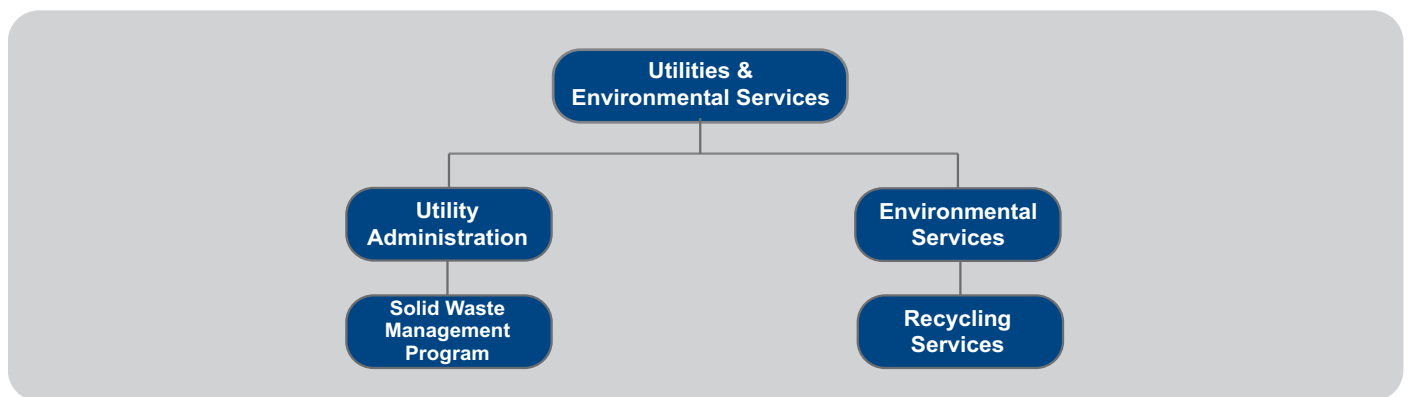 Utilities &
Environmental Services
Utility
Administration
Environmental
Services
Solid Waste
Management
Program
Recycling
Services